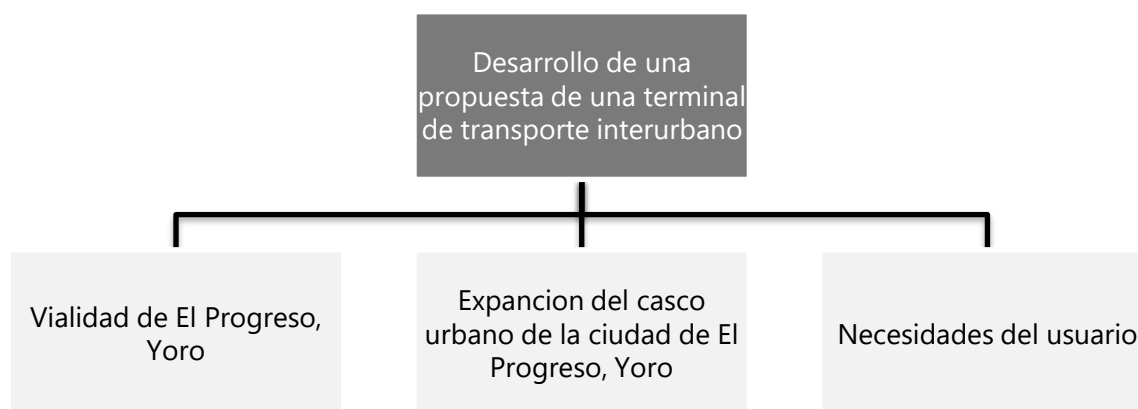 Desarrollo de una
propuesta de una terminal
de transporte interurbano
Vialidad de El Progreso,
Yoro
Expancion del casco
urbano de la ciudad de El
Progreso, Yoro
Necesidades del usuario